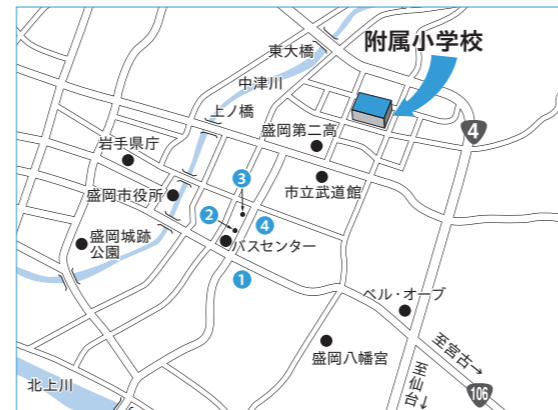 東大橋
附属小学校
中津川
上ノ橋
盛岡第二高
4
岩手県庁
市立武道館
盛岡市役所
3
2
4
盛岡城跡
公園
バスセンター
1
ベル・オーブ
盛岡八幡宮
至宮古→
至仙台→
北上川
106